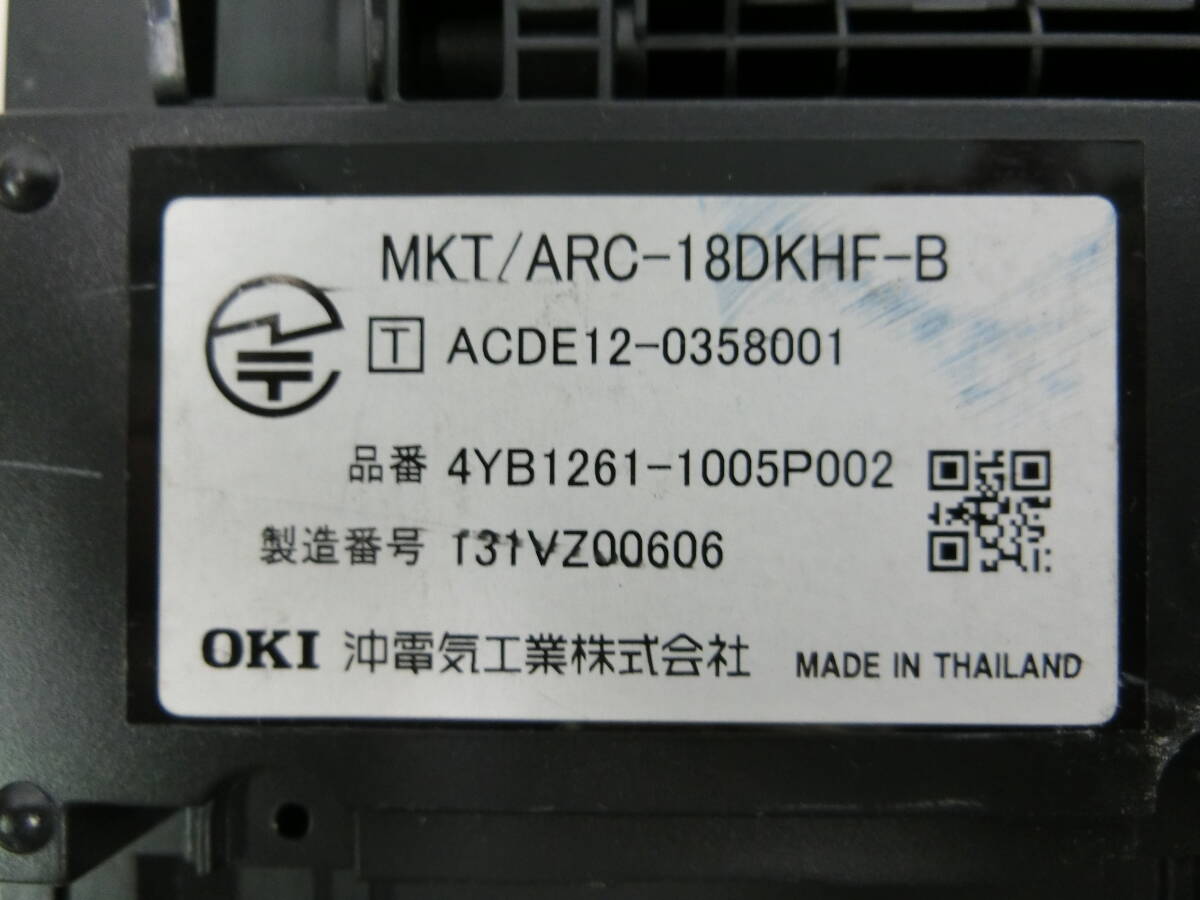 MKT/ARC-18DKHF-B
T ACDE12-0358001
品番 4YB1261-1005P002
製造番号 131VZ00606
OKI 沖電気工業株式会社 MADE IN THAILAND